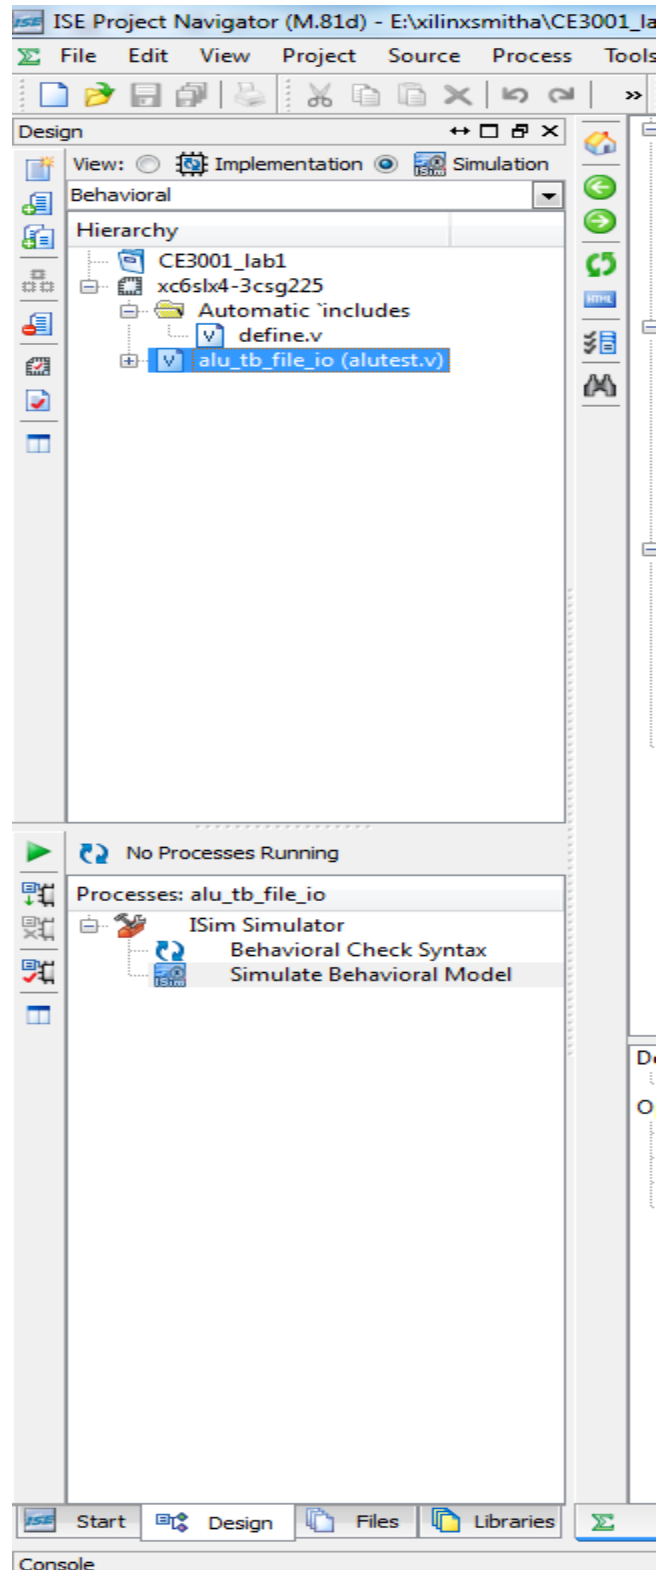 ISE Project Navigator (M.81d) - E:\xilinxsmitha\CE3001_la
File Edit View Project Source Process Tools
»
Design
View: Implementation Simulation
Behavioral
Hierarchy
CE3001_lab1
xc6slx4-3csg225
Automatic `includes
define.v
alu_tb_file_io (alutest.v)
No Processes Running
Processes: alu_tb_file_io
ISim Simulator
Behavioral Check Syntax
Simulate Behavioral Model
Start Design Files Libraries
Console